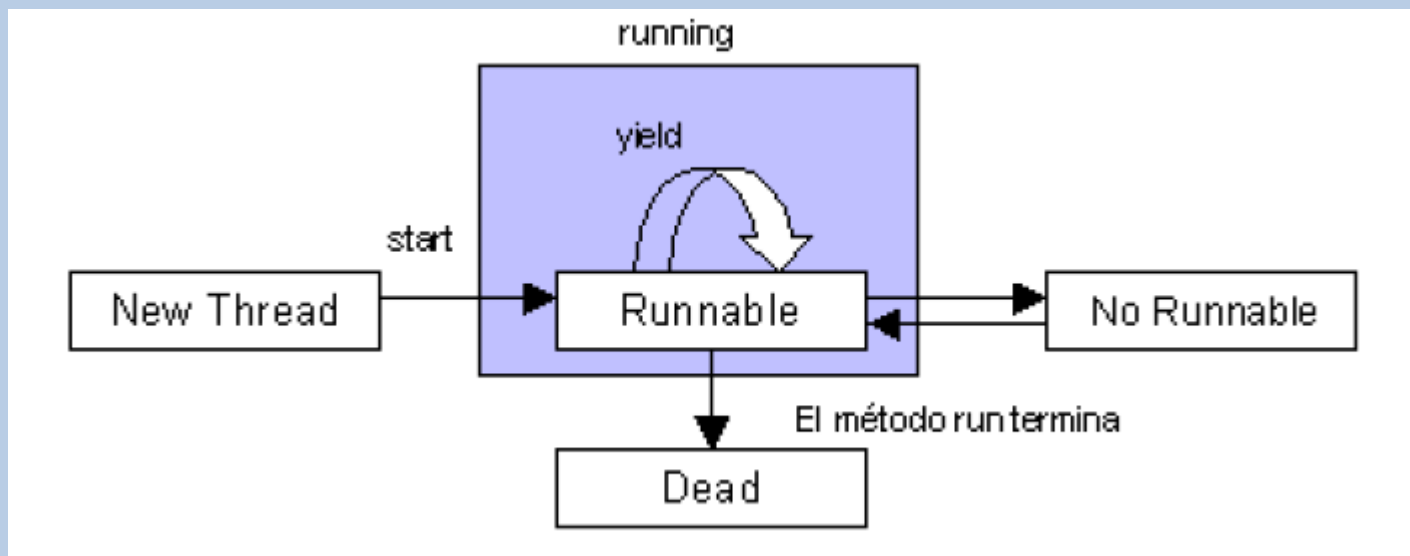 running
yield
start
New Thread
Runnable
No Runnable
El método run termina
Dead